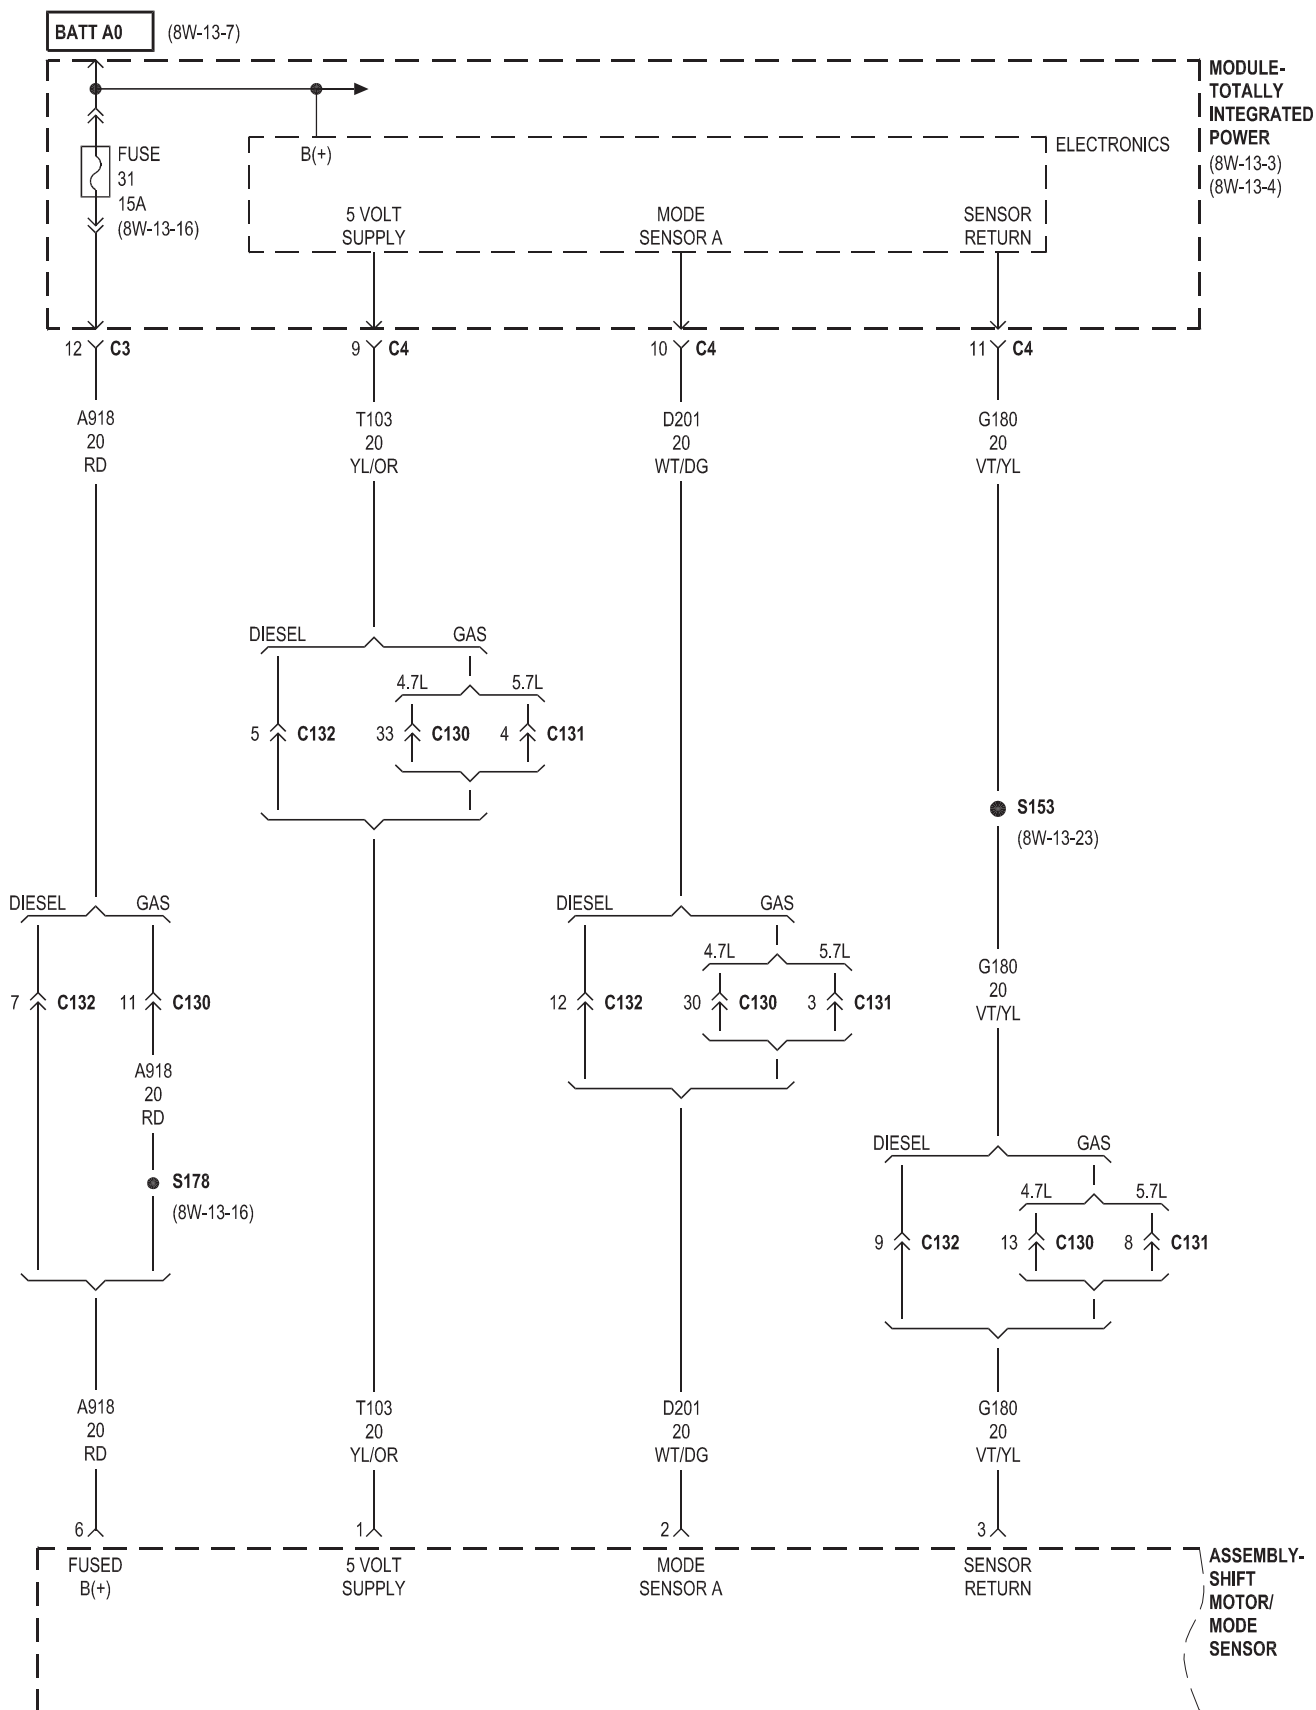 BATT A0 (8W-13-7)
MODULE-
TOTALLY
INTEGRATED
POWER
(8W-13-3)
(8W-13-4)
FUSE
31
15A
(8W-13-16)
B(+)
ELECTRONICS
5 VOLT
SUPPLY
MODE
SENSOR A
SENSOR
RETURN
12 C3
9 C4
10 C4
11 C4
A918
20
RD
T103
20
YL/OR
D201
20
WT/DG
G180
20
VT/YL
DIESEL GAS
4.7L 5.7L
5 C132 33 C130 4 C131
S153
(8W-13-23)
DIESEL GAS
7 C132 11 C130
A918
20
RD
S178
(8W-13-16)
DIESEL GAS
4.7L 5.7L
12 C132 30 C130 3 C131
G180
20
VT/YL
DIESEL GAS
4.7L 5.7L
9 C132 13 C130 8 C131
A918
20
RD
T103
20
YL/OR
D201
20
WT/DG
G180
20
VT/YL
6
1
2
3
FUSED
B(+)
5 VOLT
SUPPLY
MODE
SENSOR A
SENSOR
RETURN
ASSEMBLY-
SHIFT
MOTOR/
MODE
SENSOR